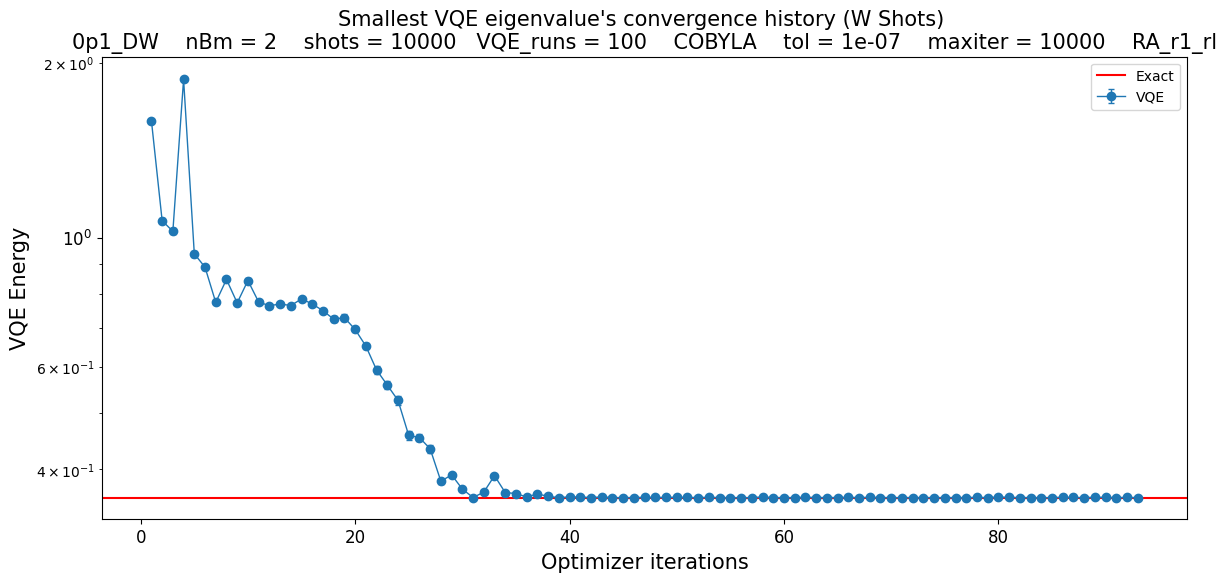 Smallest VQE eigenvalue's convergence history (W Shots)
0p1_DW nBm = 2 shots = 10000 VQE_runs = 100 COBYLA tol = 1e-07 maxiter = 10000 RA_r1_rl
2 × 10⁰
10⁰
6 × 10⁻¹
4 × 10⁻¹
VQE Energy
Exact
VQE
0 20 40 60 80
Optimizer iterations